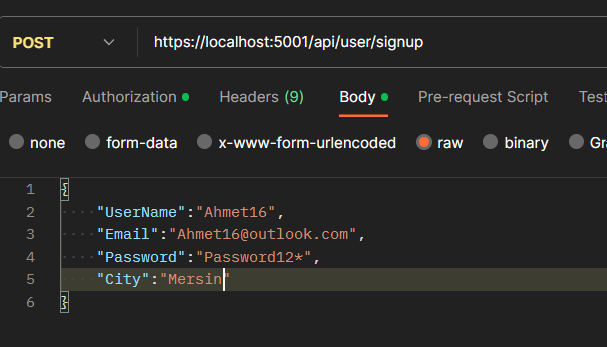 POST https://localhost:5001/api/user/signup
Params Authorization Headers (9) Body Pre-request Script Test
none form-data x-www-form-urlencoded raw binary Gra
1 {
2 "UserName":"Ahmet16",
3 "Email":"Ahmet16@outlook.com",
4 "Password":"Password12*",
5 "City":"Mersin"
6 }